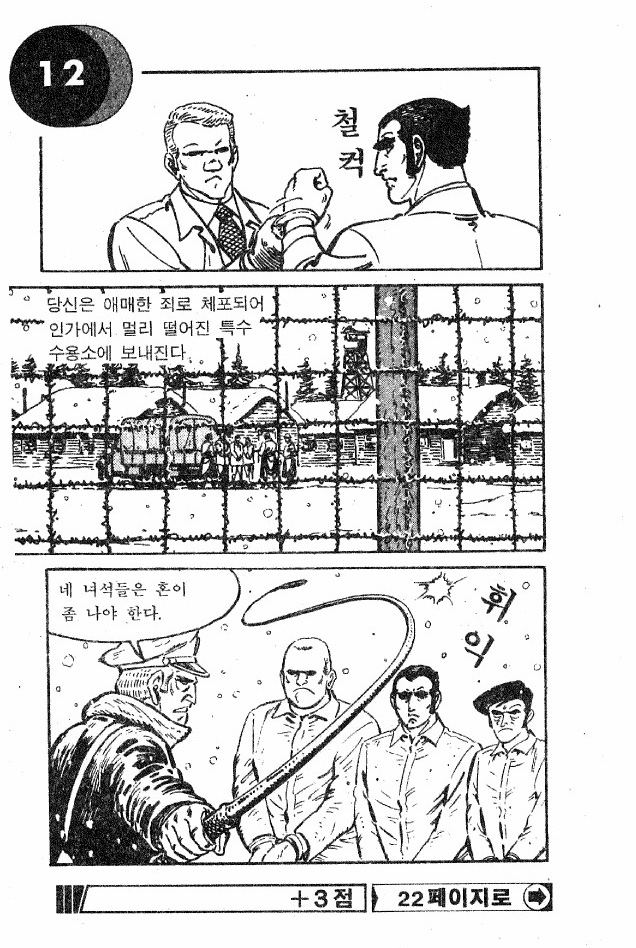 12
철
컥
당신은 애매한 죄로 체포되어
인가에서 멀리 떨어진 특수
수용소에 보내진다.
네 녀석들은 혼이
좀 나야 한다.
휘
익
+3점
22페이지로